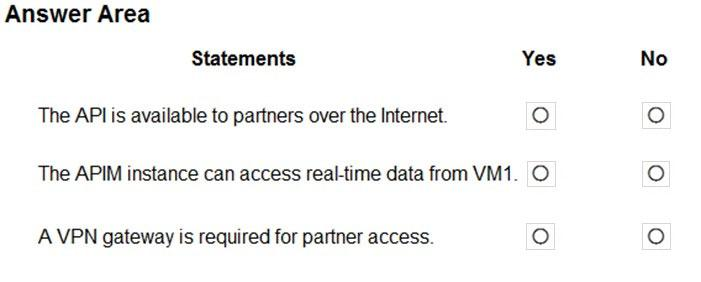 Answer Area
Statements Yes No
The API is available to partners over the Internet.
The APIM instance can access real-time data from VM1.
A VPN gateway is required for partner access.